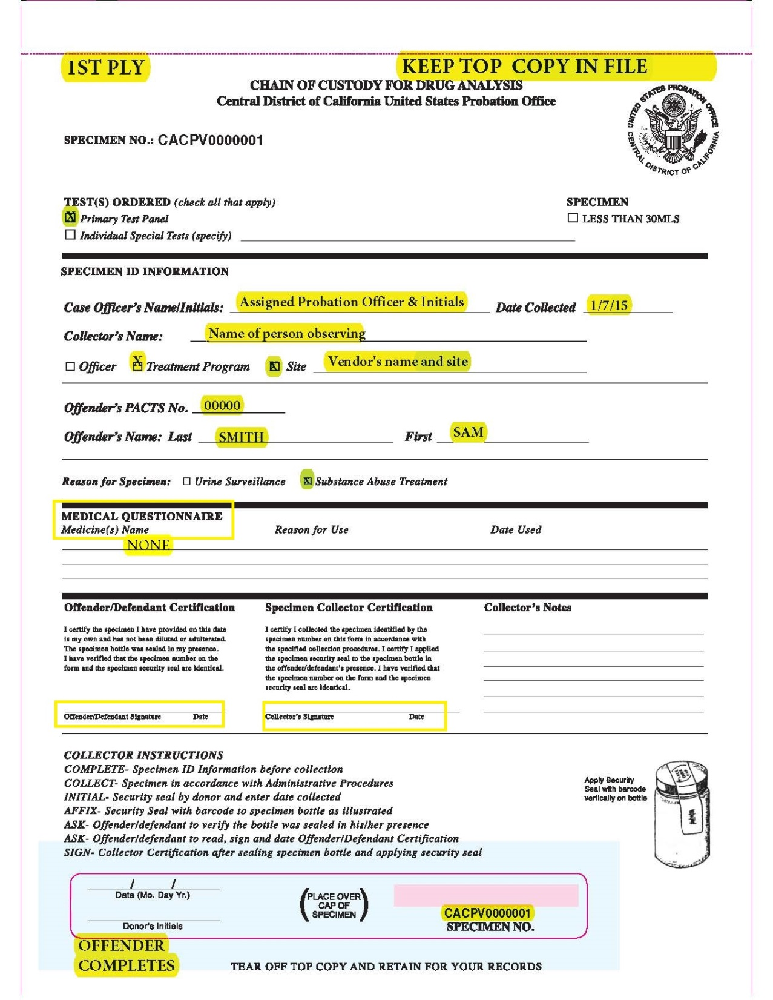 1ST PLY
KEEP TOP COPY IN FILE
CHAIN OF CUSTODY FOR DRUG ANALYSIS
Central District of California United States Probation Office
UNITED STATES PROBATION OFFICE
CENTRAL DISTRICT OF CALIFORNIA
SPECIMEN NO.: CACPV0000001
TEST(S) ORDERED (check all that apply)
SPECIMEN
X Primary Test Panel
LESS THAN 30MLS
Individual Special Tests (specify)
SPECIMEN ID INFORMATION
Case Officer's Name/Initials: Assigned Probation Officer & Initials Date Collected 1/7/15
Collector's Name: Name of person observing
Officer X Treatment Program X Site Vendor's name and site
Offender's PACTS No. 00000
Offender's Name: Last SMITH First SAM
Reason for Specimen: Urine Surveillance X Substance Abuse Treatment
MEDICAL QUESTIONNAIRE
Medicine(s) Name Reason for Use Date Used
NONE
Offender/Defendant Certification
I certify the specimen I have provided on this date
is my own and has not been diluted or adulterated.
The specimen bottle was sealed in my presence.
I have verified that the specimen number on the
form and the specimen security seal are identical.
Offender/Defendant Signature Date
Specimen Collector Certification
I certify I collected the specimen identified by the
specimen number on this form in accordance with
the specified collection procedures. I certify I applied
the specimen security seal to the specimen bottle in
the offender/defendant's presence. I have verified that
the specimen number on the form and the specimen
security seal are identical.
Collector's Signature Date
Collector's Notes
COLLECTOR INSTRUCTIONS
COMPLETE- Specimen ID Information before collection
COLLECT- Specimen in accordance with Administrative Procedures
INITIAL- Security seal by donor and enter date collected
AFFIX- Security Seal with barcode to specimen bottle as illustrated
ASK- Offender/defendant to verify the bottle was sealed in his/her presence
ASK- Offender/defendant to read, sign and date Offender/Defendant Certification
SIGN- Collector Certification after sealing specimen bottle and applying security seal
Apply Security
Seal with barcode
vertically on bottle
/ /
Date (Mo. Day Yr.)
Donor's Initials
(PLACE OVER
CAP OF
SPECIMEN)
CACPV0000001
SPECIMEN NO.
OFFENDER
COMPLETES
TEAR OFF TOP COPY AND RETAIN FOR YOUR RECORDS